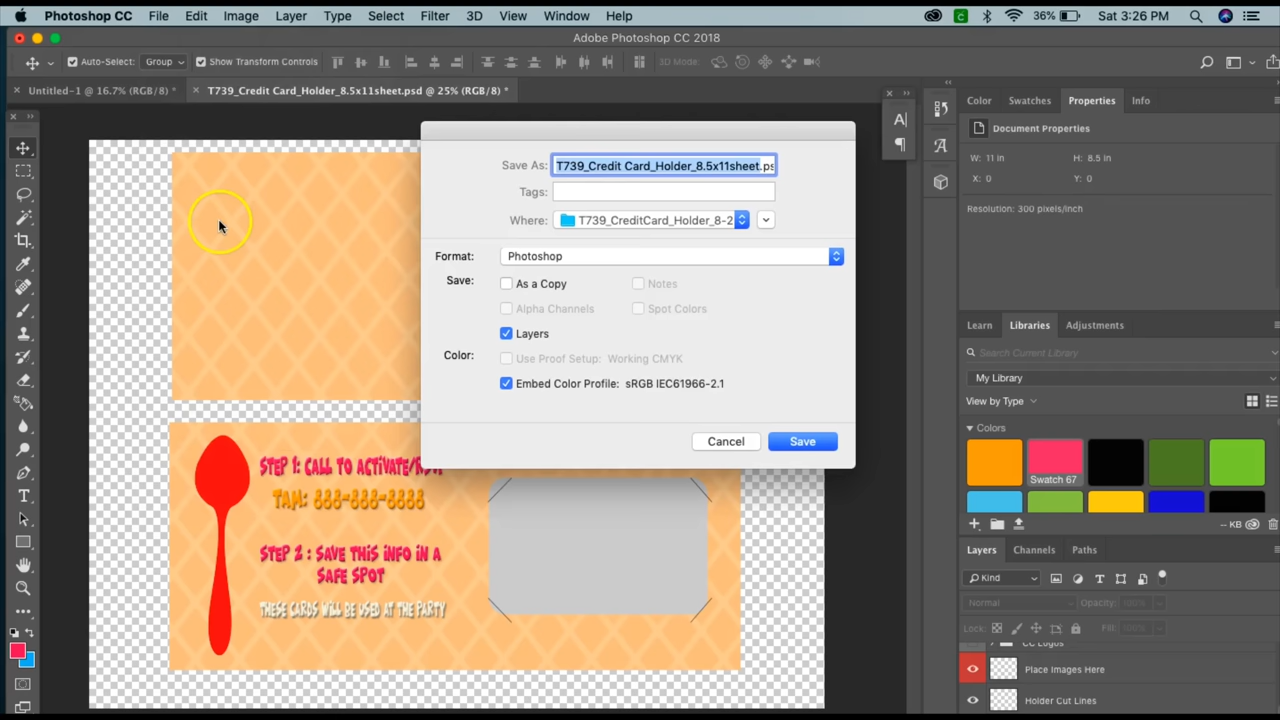 Photoshop CC File Edit Image Layer Type Select Filter 3D View Window Help 36% Sat 3:26 PM
Adobe Photoshop CC 2018
Auto-Select: Group Show Transform Controls 3D Mode:
Untitled-1 @ 16.7% (RGB/8) * T739_Credit Card_Holder_8.5x11sheet.psd @ 25% (RGB/8) *
Color Swatches Properties Info
Document Properties
W: 11 in H: 8.5 in
X: 0 Y: 0
Resolution: 300 pixels/inch
Save As: T739_Credit Card_Holder_8.5x11sheet.ps
Tags:
Where: T739_CreditCard_Holder_8-2
Format: Photoshop
Save: As a Copy Notes
Alpha Channels Spot Colors
Layers
Color: Use Proof Setup: Working CMYK
Embed Color Profile: sRGB IEC61966-2.1
Cancel Save
STEP 1: CALL TO ACTIVATE/
TAM: 888-888-8888
STEP 2 : SAVE THIS INFO IN A
SAFE SPOT
THESE CARDS WILL BE USED AT THE PARTY
Learn Libraries Adjustments
Search Current Library
My Library
View by Type
Colors
Swatch 67
-- KB
Layers Channels Paths
Kind
Normal Opacity: 100%
Lock: Fill: 100%
CC Logos
Place Images Here
Holder Cut Lines